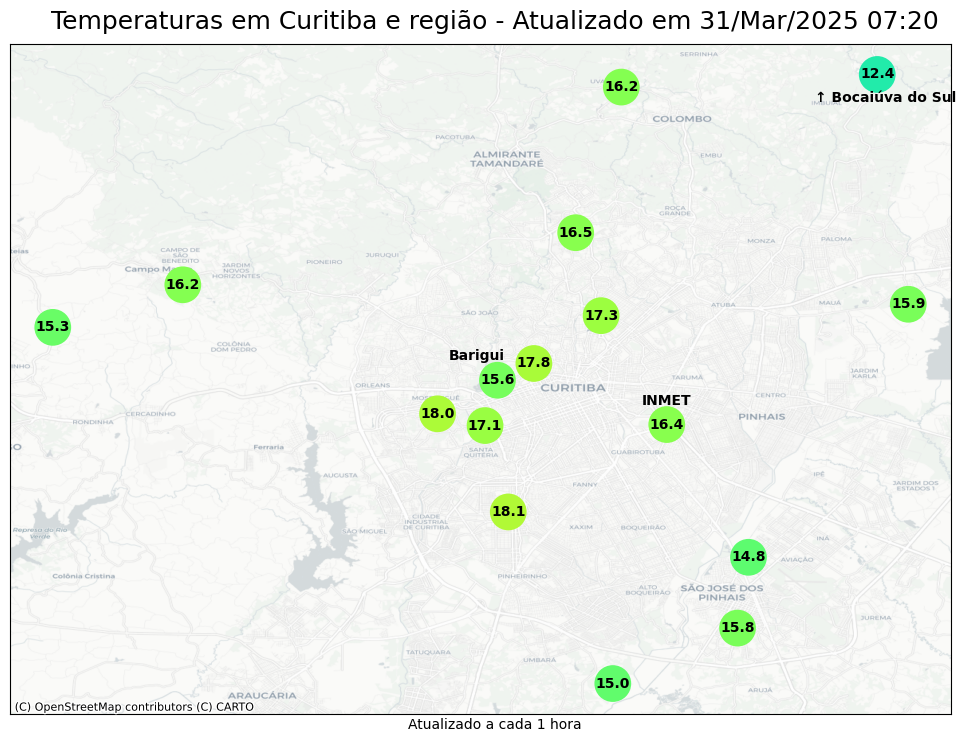 Temperaturas em Curitiba e região - Atualizado em 31/Mar/2025 07:20
SERRINHA
12.4
16.2
↑ Bocaiúva do Sul
COLOMBO
PACOTUBA
ALMIRANTE
TAMANDARÉ
EMBU
ROÇA
GRANDE
16.5
MONZA
PALOMA
CAMPO DE
SÃO
BENEDITO
JURUQUI
PIONEIRO
JARDIM
NOVOS
HORIZONTES
16.2
15.9
MAUÁ
ATUBA
SÃO JOÃO
17.3
15.3
COLÔNIA
DOM PEDRO
Barigui
17.8
JARDIM
KARLA
15.6
TARUMÃ
CURITIBA
ORLEANS
CENTRO
INMET
18.0
CERCADINHO
PINHAIS
RONDINHA
17.1
16.4
Ferraria
SANTA
QUITÉRIA
GUABIROTUBA
AUGUSTA
IPÊ
FANNY
JARDIM DOS
ESTADOS I
18.1
CIDADE
INDUSTRIAL
DE CURITIBA
SÃO MIGUEL
XAXIM
BOQUEIRÃO
Represa do Rio
Verde
INÁ
14.8
AVIAÇÃO
Colônia Cristina
PINHEIRINHO
ALTO
BOQUEIRÃO
SÃO JOSÉ DOS
PINHAIS
JUREMA
15.8
TATUQUARA
UMBARÁ
15.0
ARUJÁ
ARAUCÁRIA
(C) OpenStreetMap contributors (C) CARTO
Atualizado a cada 1 hora